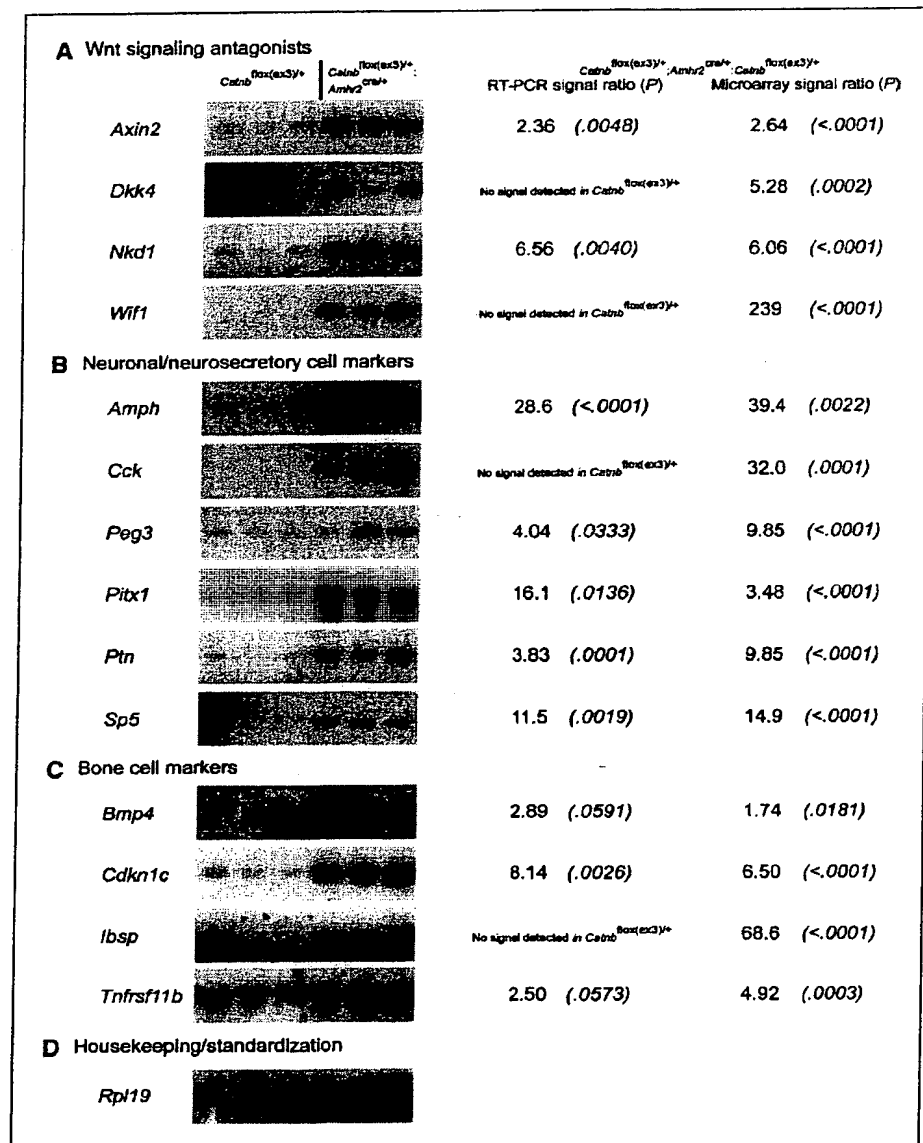 A Wnt signaling antagonists
Catnb flox(ex3)/+
Catnb flox(ex3)/+;
Amhr2 cre/+
Catnb flox(ex3)/+;Amhr2 cre/+:Catnb flox(ex3)/+
RT-PCR signal ratio (P) Microarray signal ratio (P)
Axin2 2.36 (.0048) 2.64 (<.0001)
Dkk4 No signal detected in Catnb flox(ex3)/+ 5.28 (.0002)
Nkd1 6.56 (.0040) 6.06 (<.0001)
Wif1 No signal detected in Catnb flox(ex3)/+ 239 (<.0001)
B Neuronal/neurosecretory cell markers
Amph 28.6 (<.0001) 39.4 (.0022)
Cck No signal detected in Catnb flox(ex3)/+ 32.0 (.0001)
Peg3 4.04 (.0333) 9.85 (<.0001)
Pitx1 16.1 (.0136) 3.48 (<.0001)
Ptn 3.83 (.0001) 9.85 (<.0001)
Sp5 11.5 (.0019) 14.9 (<.0001)
C Bone cell markers
Bmp4 2.89 (.0591) 1.74 (.0181)
Cdkn1c 8.14 (.0026) 6.50 (<.0001)
Ibsp No signal detected in Catnb flox(ex3)/+ 68.6 (<.0001)
Tnfrsf11b 2.50 (.0573) 4.92 (.0003)
D Housekeeping/standardization
Rpl19